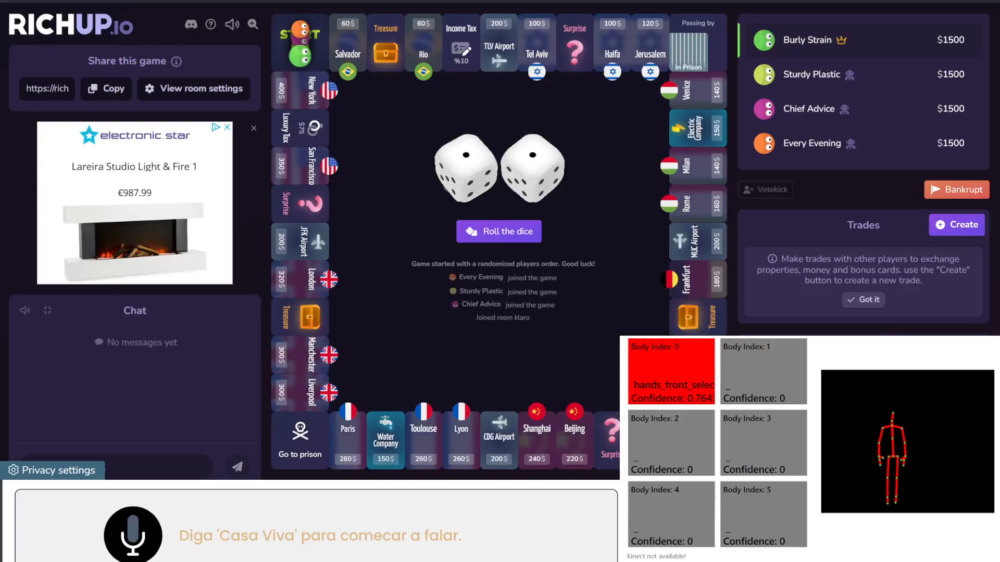 RICHUP.IO
Share this game
https://rich
Copy
View room settings
electronic.star
Lareira Studio Light & Fire 1
€987.99
Chat
No messages yet
Privacy settings
START
60$
Salvador
Treasure
60$
Rio
Income Tax
%10
200$
TLV Airport
100$
Tel Aviv
Surprise
100$
Haifa
120$
Jerusalem
Passing by
In Prison
New York
400$
Luxury Tax
$75
San Francisco
350$
Surprise
JFK Airport
200$
London
320$
Treasure
Manchester
300$
Liverpool
300$
Venice
140$
Electric Company
150$
Milan
140$
Rome
160$
MUC Airport
200$
Frankfurt
180$
Treasure
Roll the dice
Game started with a randomized players order. Good luck!
Every Evening joined the game
Sturdy Plastic joined the game
Chief Advice joined the game
Joined room klaro
Go to prison
Paris
280$
Water
Company
150$
Toulouse
260$
Lyon
260$
CDG Airport
200$
Shanghai
240$
Beijing
220$
Surpris
Burly Strain
$1500
Sturdy Plastic
$1500
Chief Advice
$1500
Every Evening
$1500
Votekick
Bankrupt
Trades
Create
Make trades with other players to exchange
properties, money and bonus cards. use the "Create"
button to create a new trade.
Got it
Body Index: 0
hands_front_selec
Confidence: 0.764
Body Index: 1
_
Confidence: 0
Body Index: 2
_
Confidence: 0
Body Index: 3
_
Confidence: 0
Body Index: 4
_
Confidence: 0
Body Index: 5
_
Confidence: 0
Kinect not available!
Diga 'Casa Viva' para comecar a falar.